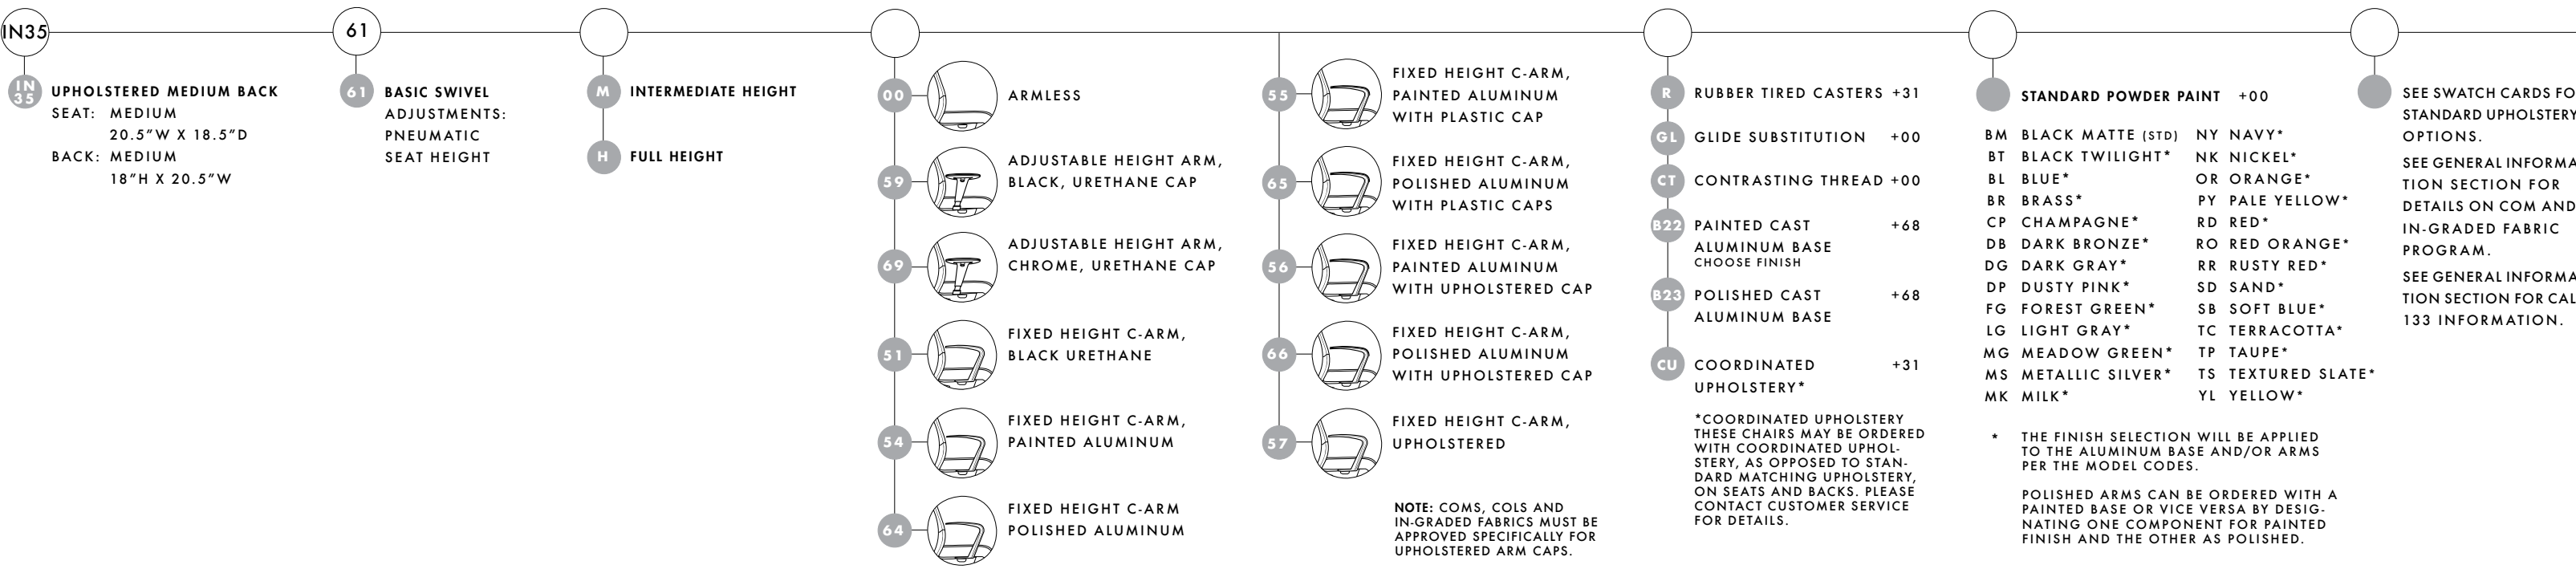 IN35
IN
35
UPHOLSTERED MEDIUM BACK
SEAT: MEDIUM
20.5"W X 18.5"D
BACK: MEDIUM
18"H X 20.5"W
61
61
BASIC SWIVEL
ADJUSTMENTS:
PNEUMATIC
SEAT HEIGHT
M INTERMEDIATE HEIGHT
H FULL HEIGHT
00 ARMLESS
59 ADJUSTABLE HEIGHT ARM,
BLACK, URETHANE CAP
69 ADJUSTABLE HEIGHT ARM,
CHROME, URETHANE CAP
51 FIXED HEIGHT C-ARM,
BLACK URETHANE
54 FIXED HEIGHT C-ARM,
PAINTED ALUMINUM
64 FIXED HEIGHT C-ARM
POLISHED ALUMINUM
55 FIXED HEIGHT C-ARM,
PAINTED ALUMINUM
WITH PLASTIC CAP
65 FIXED HEIGHT C-ARM,
POLISHED ALUMINUM
WITH PLASTIC CAPS
56 FIXED HEIGHT C-ARM,
PAINTED ALUMINUM
WITH UPHOLSTERED CAP
66 FIXED HEIGHT C-ARM,
POLISHED ALUMINUM
WITH UPHOLSTERED CAP
57 FIXED HEIGHT C-ARM,
UPHOLSTERED
NOTE: COMS, COLS AND
IN-GRADED FABRICS MUST BE
APPROVED SPECIFICALLY FOR
UPHOLSTERED ARM CAPS.
R RUBBER TIRED CASTERS +31
GL GLIDE SUBSTITUTION +00
CT CONTRASTING THREAD +00
B22 PAINTED CAST +68
ALUMINUM BASE
CHOOSE FINISH
B23 POLISHED CAST +68
ALUMINUM BASE
CU COORDINATED +31
UPHOLSTERY*
*COORDINATED UPHOLSTERY
THESE CHAIRS MAY BE ORDERED
WITH COORDINATED UPHOL-
STERY, AS OPPOSED TO STAN-
DARD MATCHING UPHOLSTERY,
ON SEATS AND BACKS. PLEASE
CONTACT CUSTOMER SERVICE
FOR DETAILS.
STANDARD POWDER PAINT +00
BM BLACK MATTE (STD)
BT BLACK TWILIGHT*
BL BLUE*
BR BRASS*
CP CHAMPAGNE*
DB DARK BRONZE*
DG DARK GRAY*
DP DUSTY PINK*
FG FOREST GREEN*
LG LIGHT GRAY*
MG MEADOW GREEN*
MS METALLIC SILVER*
MK MILK*
NY NAVY*
NK NICKEL*
OR ORANGE*
PY PALE YELLOW*
RD RED*
RO RED ORANGE*
RR RUSTY RED*
SD SAND*
SB SOFT BLUE*
TC TERRACOTTA*
TP TAUPE*
TS TEXTURED SLATE*
YL YELLOW*
* THE FINISH SELECTION WILL BE APPLIED
TO THE ALUMINUM BASE AND/OR ARMS
PER THE MODEL CODES.
POLISHED ARMS CAN BE ORDERED WITH A
PAINTED BASE OR VICE VERSA BY DESIG-
NATING ONE COMPONENT FOR PAINTED
FINISH AND THE OTHER AS POLISHED.
SEE SWATCH CARDS FO
STANDARD UPHOLSTERY
OPTIONS.
SEE GENERAL INFORMA
TION SECTION FOR
DETAILS ON COM AND
IN-GRADED FABRIC
PROGRAM.
SEE GENERAL INFORMA
TION SECTION FOR CAL
133 INFORMATION.